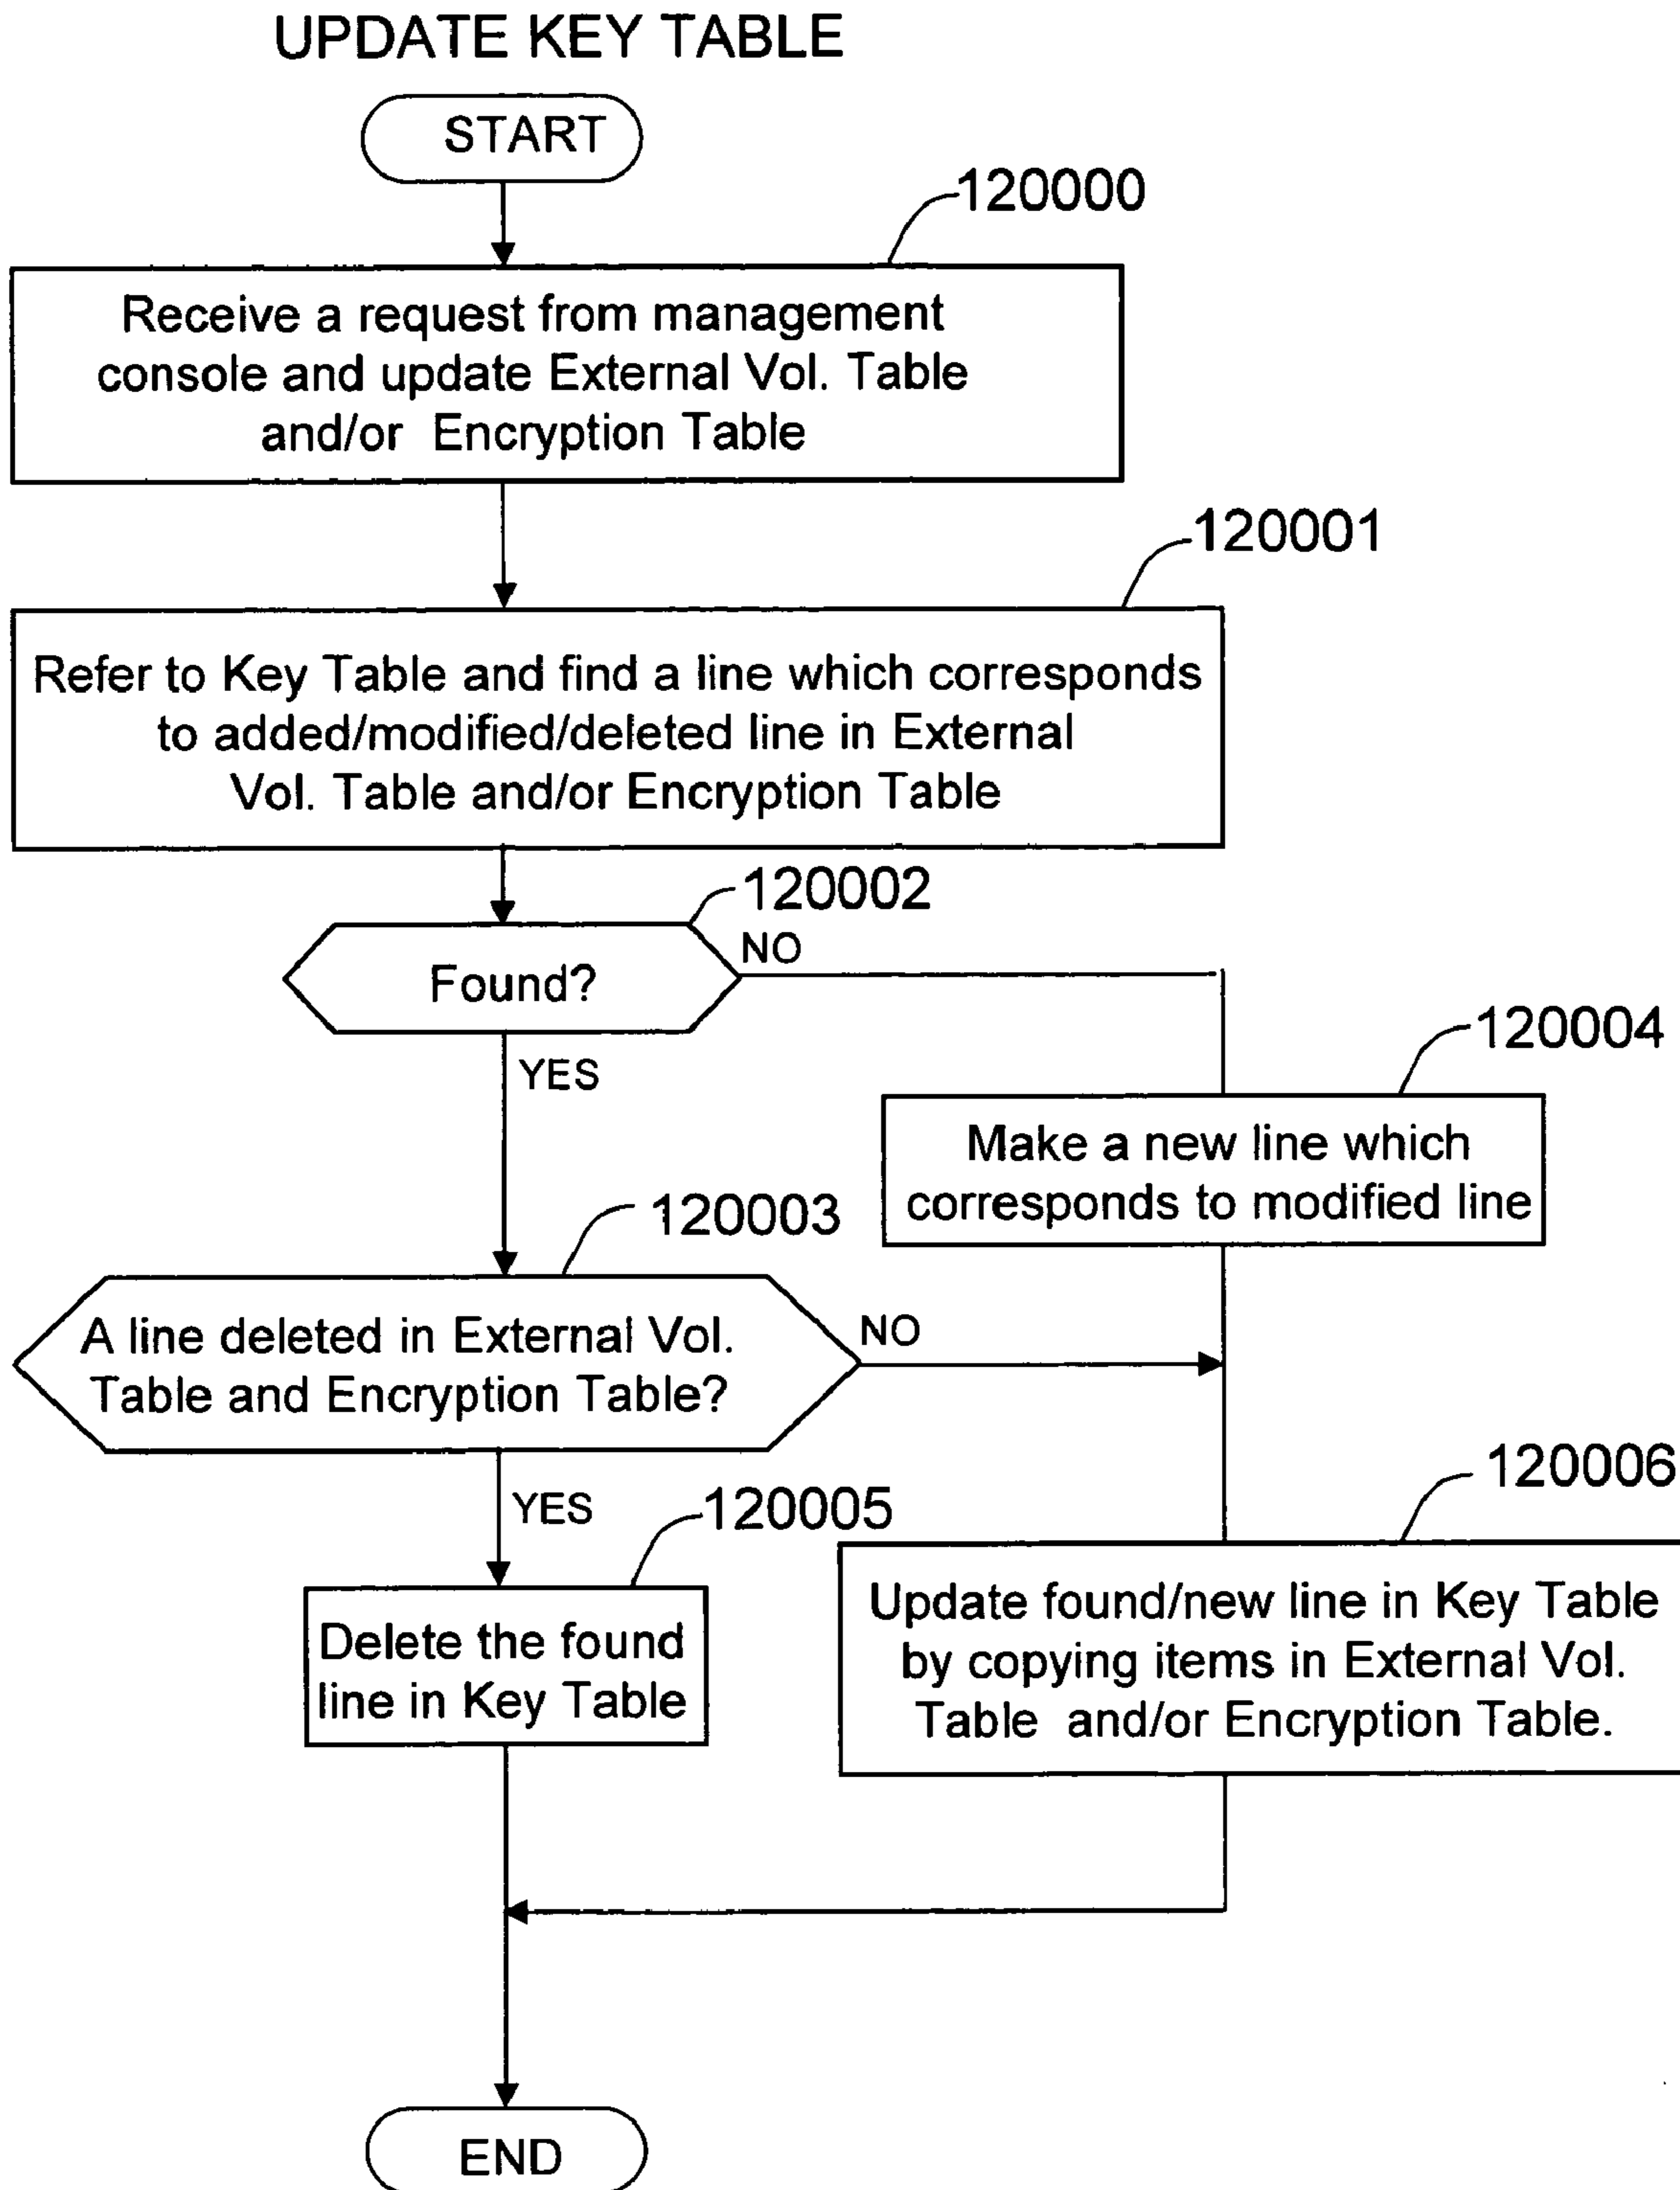 UPDATE KEY TABLE
START
120000
Receive a request from management
console and update External Vol. Table
and/or Encryption Table
120001
Refer to Key Table and find a line which corresponds
to added/modified/deleted line in External
Vol. Table and/or Encryption Table
120002
Found?
NO
YES
120004
Make a new line which
corresponds to modified line
120003
A line deleted in External Vol.
Table and Encryption Table?
NO
YES
120005
Delete the found
line in Key Table
120006
Update found/new line in Key Table
by copying items in External Vol.
Table and/or Encryption Table.
END